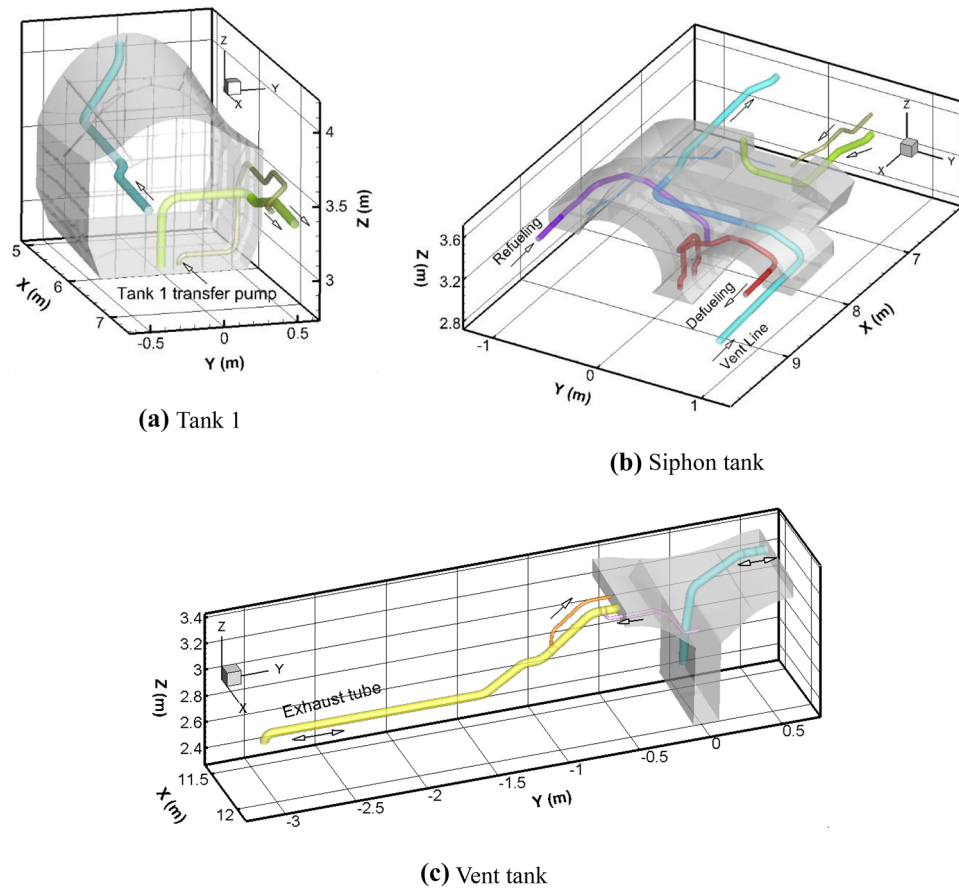 Z
Y
X
5
6
7
X (m)
4
3.5
3
Z (m)
-0.5
0
0.5
Y (m)
Tank 1 transfer pump
(a) Tank 1
Z
X
Y
3.6
3.2
2.8
Z (m)
Refueling
Defueling
Vent Line
-1
0
1
Y (m)
7
8
9
X (m)
(b) Siphon tank
3.4
3.2
3
2.8
2.6
2.4
Z (m)
Z
Y
X
Exhaust tube
11.5
12
X (m)
-3
-2.5
-2
-1.5
-1
-0.5
0
0.5
Y (m)
(c) Vent tank